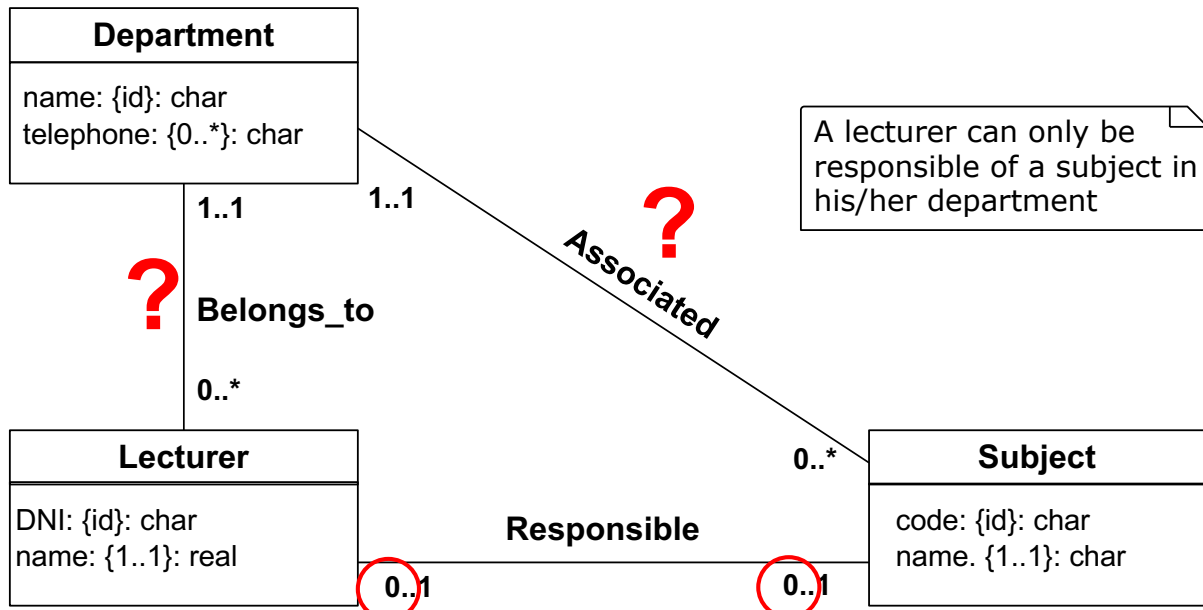 Department
name: {id}: char
telephone: {0..*}: char
A lecturer can only be
responsible of a subject in
his/her department
1..1
1..1
?
Associated
?
Belongs_to
0..*
0..*
Lecturer
DNI: {id}: char
name: {1..1}: real
Responsible
0..1
0..1
Subject
code: {id}: char
name. {1..1}: char